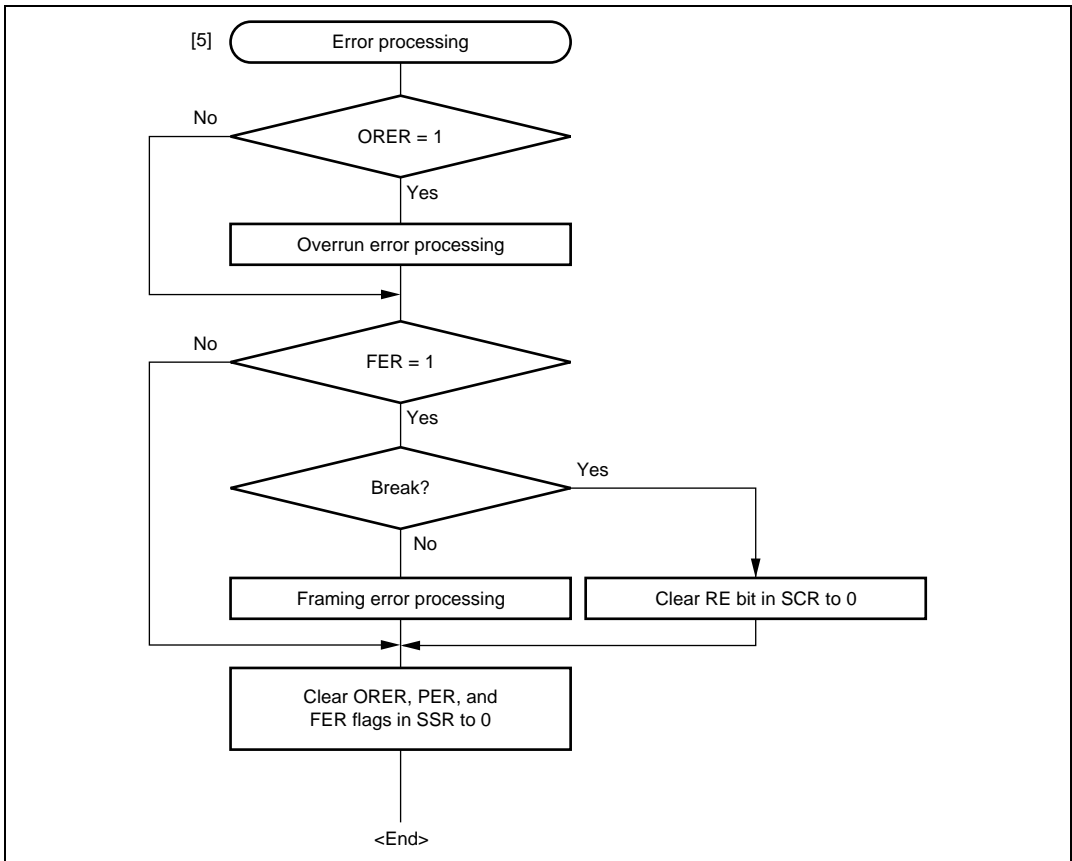 [5]
Error processing
No
ORER = 1
Yes
Overrun error processing
No
FER = 1
Yes
Break?
Yes
No
Framing error processing
Clear RE bit in SCR to 0
Clear ORER, PER, and
FER flags in SSR to 0
<End>